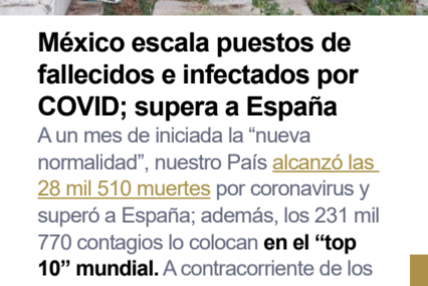 México escala puestos de
fallecidos e infectados por
COVID; supera a España
A un mes de iniciada la “nueva
normalidad”, nuestro País alcanzó las
28 mil 510 muertes por coronavirus y
superó a España; además, los 231 mil
770 contagios lo colocan en el “top
10” mundial. A contracorriente de los